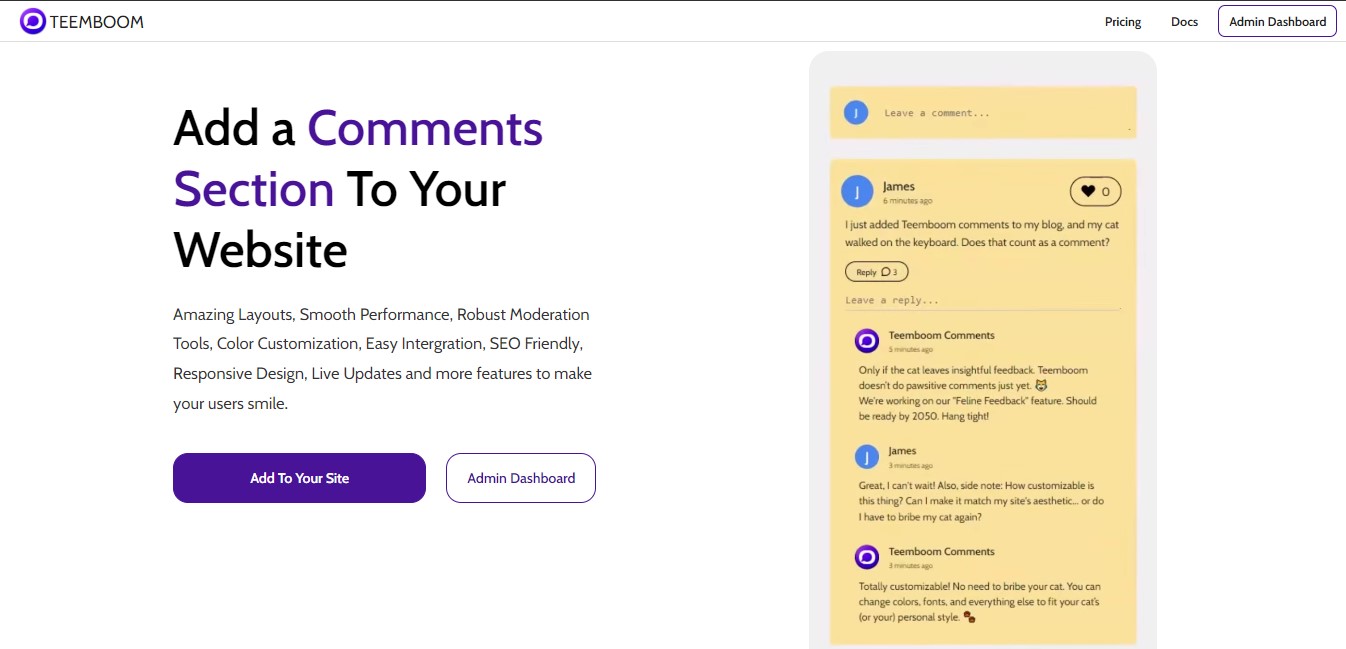 TEEMBOOM
Pricing
Docs
Admin Dashboard
Add a Comments
Section To Your
Website
Amazing Layouts, Smooth Performance, Robust Moderation
Tools, Color Customization, Easy Intergration, SEO Friendly,
Responsive Design, Live Updates and more features to make
your users smile.
Add To Your Site
Admin Dashboard
J
Leave a comment...
J
James
6 minutes ago
0
I just added Teemboom comments to my blog, and my cat
walked on the keyboard. Does that count as a comment?
Reply 3
Leave a reply...
Teemboom Comments
5 minutes ago
Only if the cat leaves insightful feedback. Teemboom
doesn't do pawsitive comments just yet. 😹
We're working on our "Feline Feedback" feature. Should
be ready by 2050. Hang tight!
J
James
3 minutes ago
Great, I can't wait! Also, side note: How customizable is
this thing? Can I make it match my site's aesthetic... or do
I have to bribe my cat again?
Teemboom Comments
3 minutes ago
Totally customizable! No need to bribe your cat. You can
change colors, fonts, and everything else to fit your cat's
(or your) personal style. 🐾